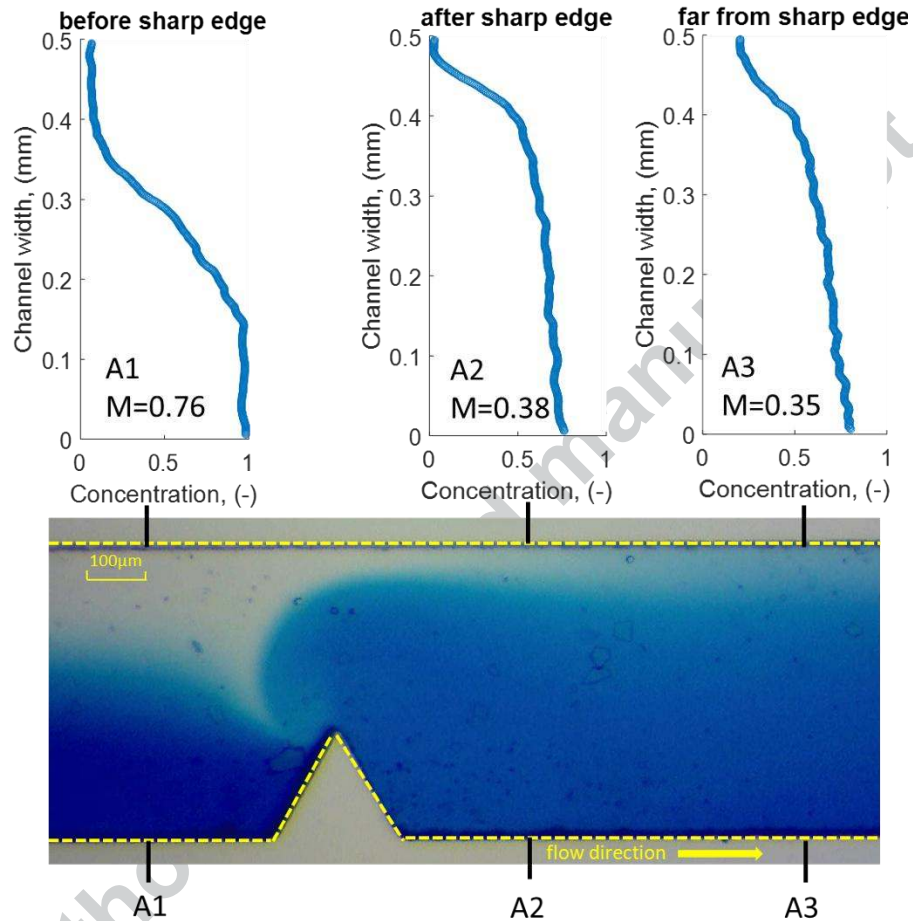 before sharp edge
after sharp edge
far from sharp edge
0.5
0.4
0.3
0.2
0.1
0
Channel width, (mm)
A1
M=0.76
0
0.5
1
Concentration, (-)
0.5
0.4
0.3
0.2
0.1
0
Channel width, (mm)
A2
M=0.38
0
0.5
1
Concentration, (-)
0.5
0.4
0.3
0.2
0.1
0
Channel width, (mm)
A3
M=0.35
0
0.5
1
Concentration, (-)
100µm
flow direction
A1
A2
A3